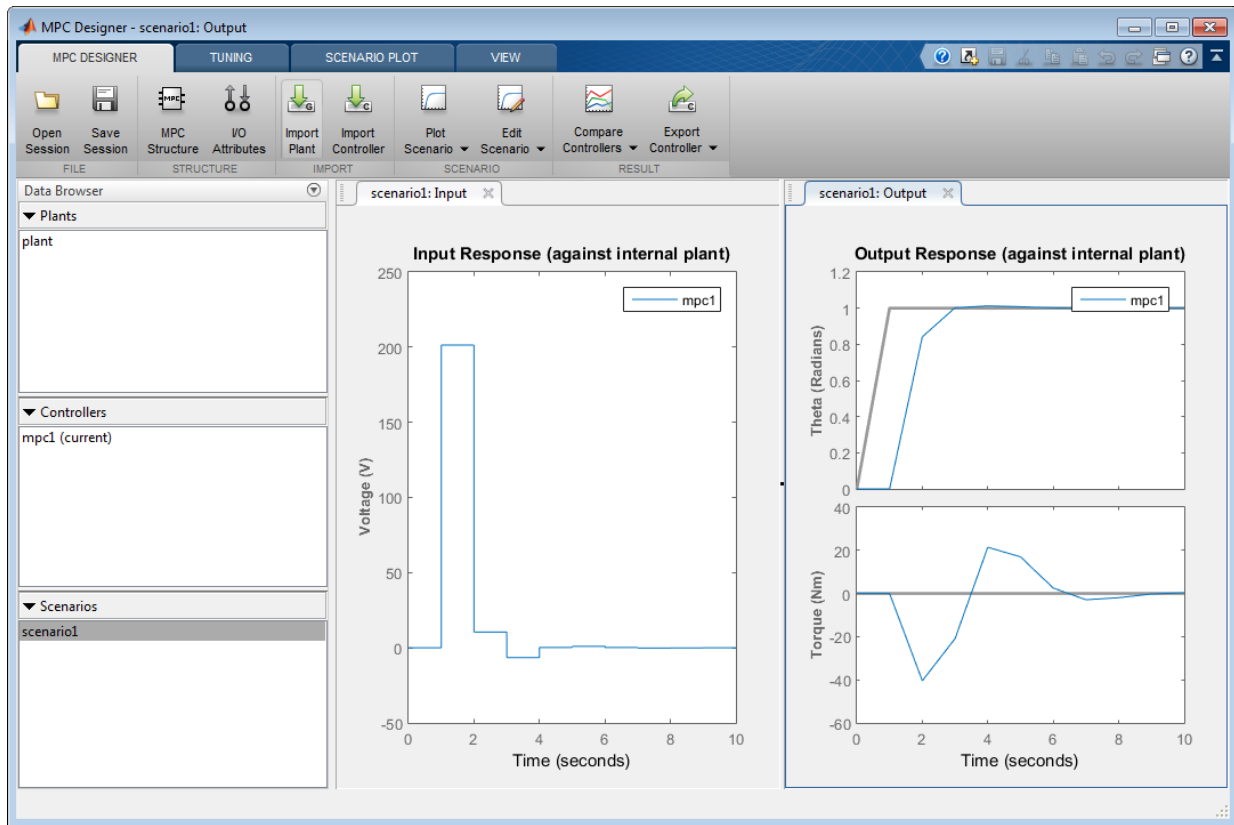 MPC Designer - scenario1: Output
MPC DESIGNER TUNING SCENARIO PLOT VIEW
Open Session
Save Session
MPC Structure
I/O Attributes
Import Plant
Import Controller
Plot Scenario
Edit Scenario
Compare Controllers
Export Controller
FILE STRUCTURE IMPORT SCENARIO RESULT
Data Browser
Plants
plant
Controllers
mpc1 (current)
Scenarios
scenario1
scenario1: Input
Input Response (against internal plant)
mpc1
Voltage (V)
250
200
150
100
50
0
-50
0 2 4 6 8 10
Time (seconds)
scenario1: Output
Output Response (against internal plant)
mpc1
Theta (Radians)
1.2
1
0.8
0.6
0.4
0.2
0
Torque (Nm)
40
20
0
-20
-40
-60
0 2 4 6 8 10
Time (seconds)